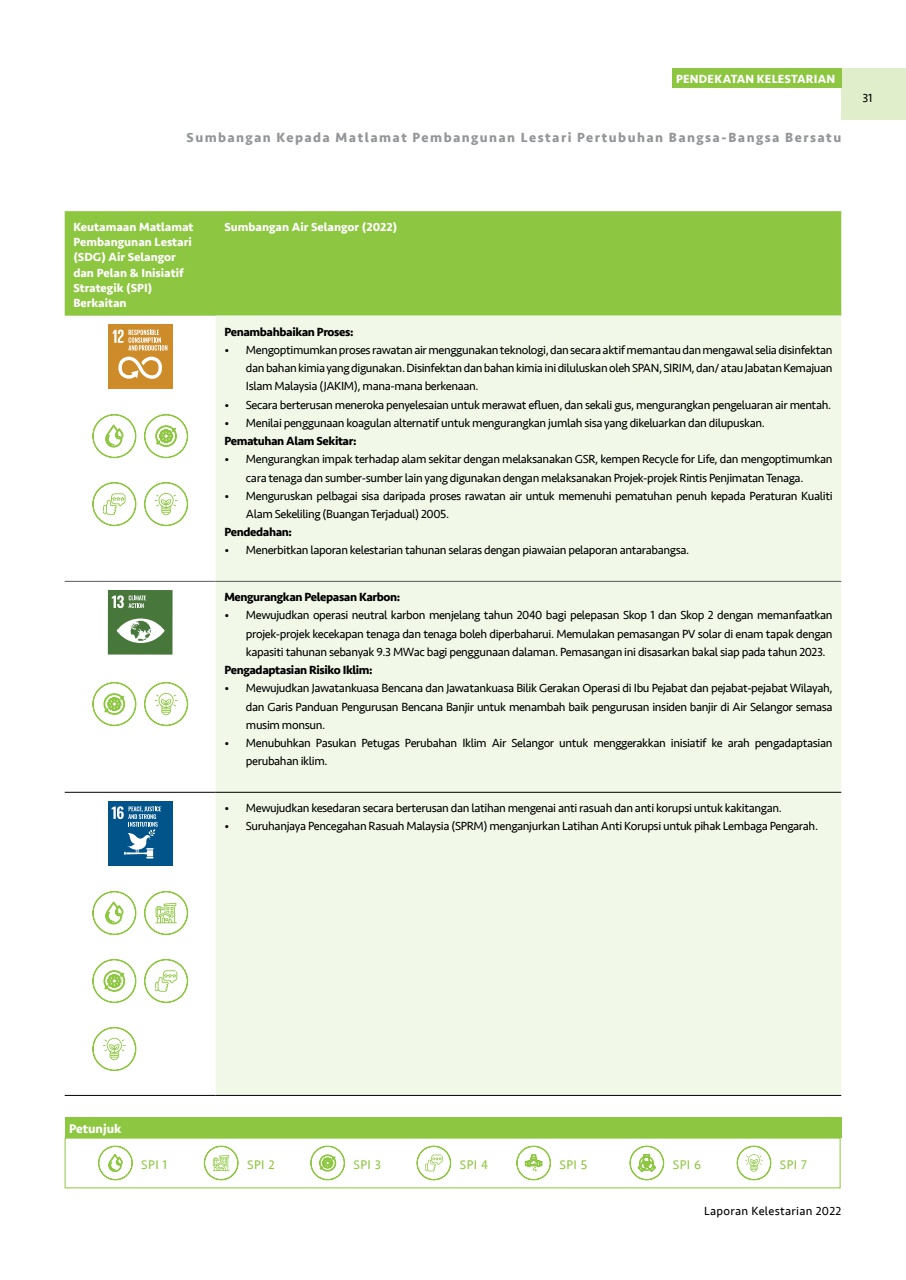 PENDEKATAN KELESTARIAN
31
Sumbangan Kepada Matlamat Pembangunan Lestari Pertubuhan Bangsa-Bangsa Bersatu
Keutamaan Matlamat
Pembangunan Lestari
(SDG) Air Selangor
dan Pelan & Inisiatif
Strategik (SPI)
Berkaitan
Sumbangan Air Selangor (2022)
12 RESPONSIBLE
CONSUMPTION
AND PRODUCTION
Penambahbaikan Proses:
• Mengoptimumkan proses rawatan air menggunakan teknologi, dan secara aktif memantau dan mengawal selia disinfektan
dan bahan kimia yang digunakan. Disinfektan dan bahan kimia ini diluluskan oleh SPAN, SIRIM, dan/ atau Jabatan Kemajuan
Islam Malaysia (JAKIM), mana-mana berkenaan.
• Secara berterusan meneroka penyelesaian untuk merawat efluen, dan sekali gus, mengurangkan pengeluaran air mentah.
• Menilai penggunaan koagulan alternatif untuk mengurangkan jumlah sisa yang dikeluarkan dan dilupuskan.
Pematuhan Alam Sekitar:
• Mengurangkan impak terhadap alam sekitar dengan melaksanakan GSR, kempen Recycle for Life, dan mengoptimumkan
cara tenaga dan sumber-sumber lain yang digunakan dengan melaksanakan Projek-projek Rintis Penjimatan Tenaga.
• Menguruskan pelbagai sisa daripada proses rawatan air untuk memenuhi pematuhan penuh kepada Peraturan Kualiti
Alam Sekeliling (Buangan Terjadual) 2005.
Pendedahan:
• Menerbitkan laporan kelestarian tahunan selaras dengan piawaian pelaporan antarabangsa.
13 CLIMATE
ACTION
Mengurangkan Pelepasan Karbon:
• Mewujudkan operasi neutral karbon menjelang tahun 2040 bagi pelepasan Skop 1 dan Skop 2 dengan memanfaatkan
projek-projek kecekapan tenaga dan tenaga boleh diperbaharui. Memulakan pemasangan PV solar di enam tapak dengan
kapasiti tahunan sebanyak 9.3 MWac bagi penggunaan dalaman. Pemasangan ini disasarkan bakal siap pada tahun 2023.
Pengadaptasian Risiko Iklim:
• Mewujudkan Jawatankuasa Bencana dan Jawatankuasa Bilik Gerakan Operasi di Ibu Pejabat dan pejabat-pejabat Wilayah,
dan Garis Panduan Pengurusan Bencana Banjir untuk menambah baik pengurusan insiden banjir di Air Selangor semasa
musim monsun.
• Menubuhkan Pasukan Petugas Perubahan Iklim Air Selangor untuk menggerakkan inisiatif ke arah pengadaptasian
perubahan iklim.
16 PEACE, JUSTICE
AND STRONG
INSTITUTIONS
• Mewujudkan kesedaran secara berterusan dan latihan mengenai anti rasuah dan anti korupsi untuk kakitangan.
• Suruhanjaya Pencegahan Rasuah Malaysia (SPRM) menganjurkan Latihan Anti Korupsi untuk pihak Lembaga Pengarah.
Petunjuk
SPI 1 SPI 2 SPI 3 SPI 4 SPI 5 SPI 6 SPI 7
Laporan Kelestarian 2022